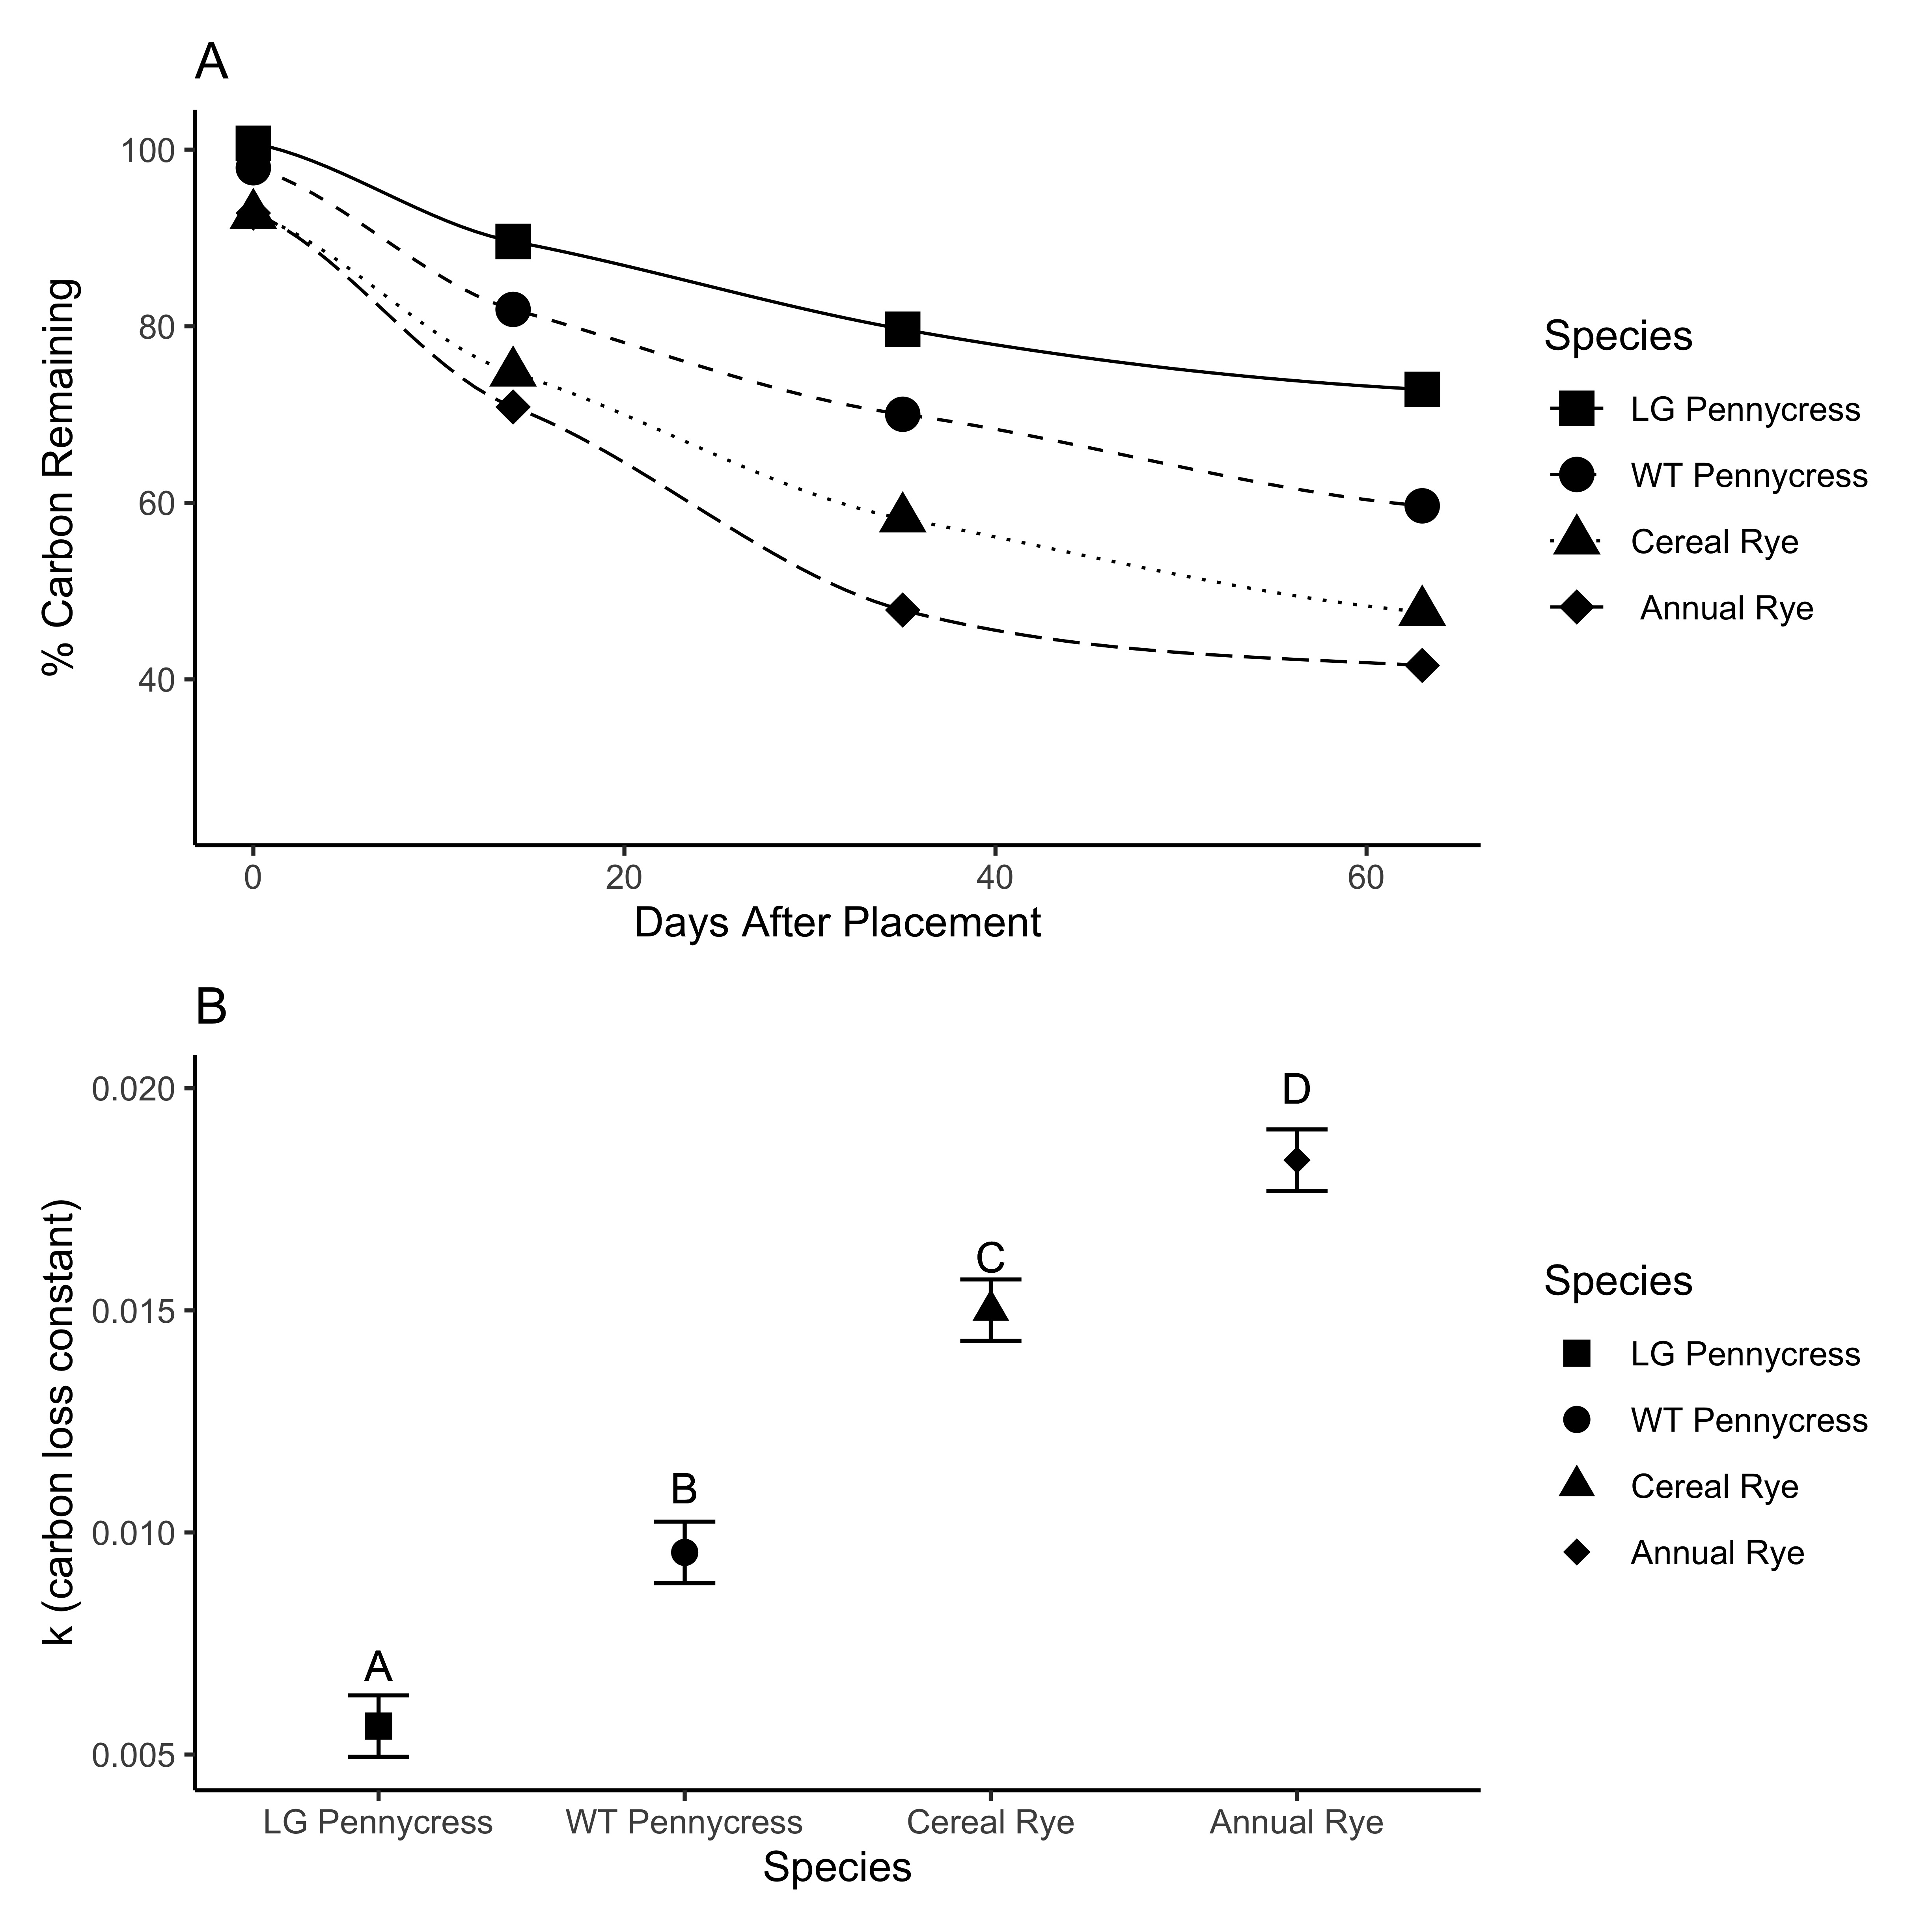 A
100
80
60
40
% Carbon Remaining
0 20 40 60
Days After Placement
Species
LG Pennycress
WT Pennycress
Cereal Rye
Annual Rye
B
0.020
0.015
0.010
0.005
k (carbon loss constant)
A
B
C
D
LG Pennycress WT Pennycress Cereal Rye Annual Rye
Species
Species
LG Pennycress
WT Pennycress
Cereal Rye
Annual Rye